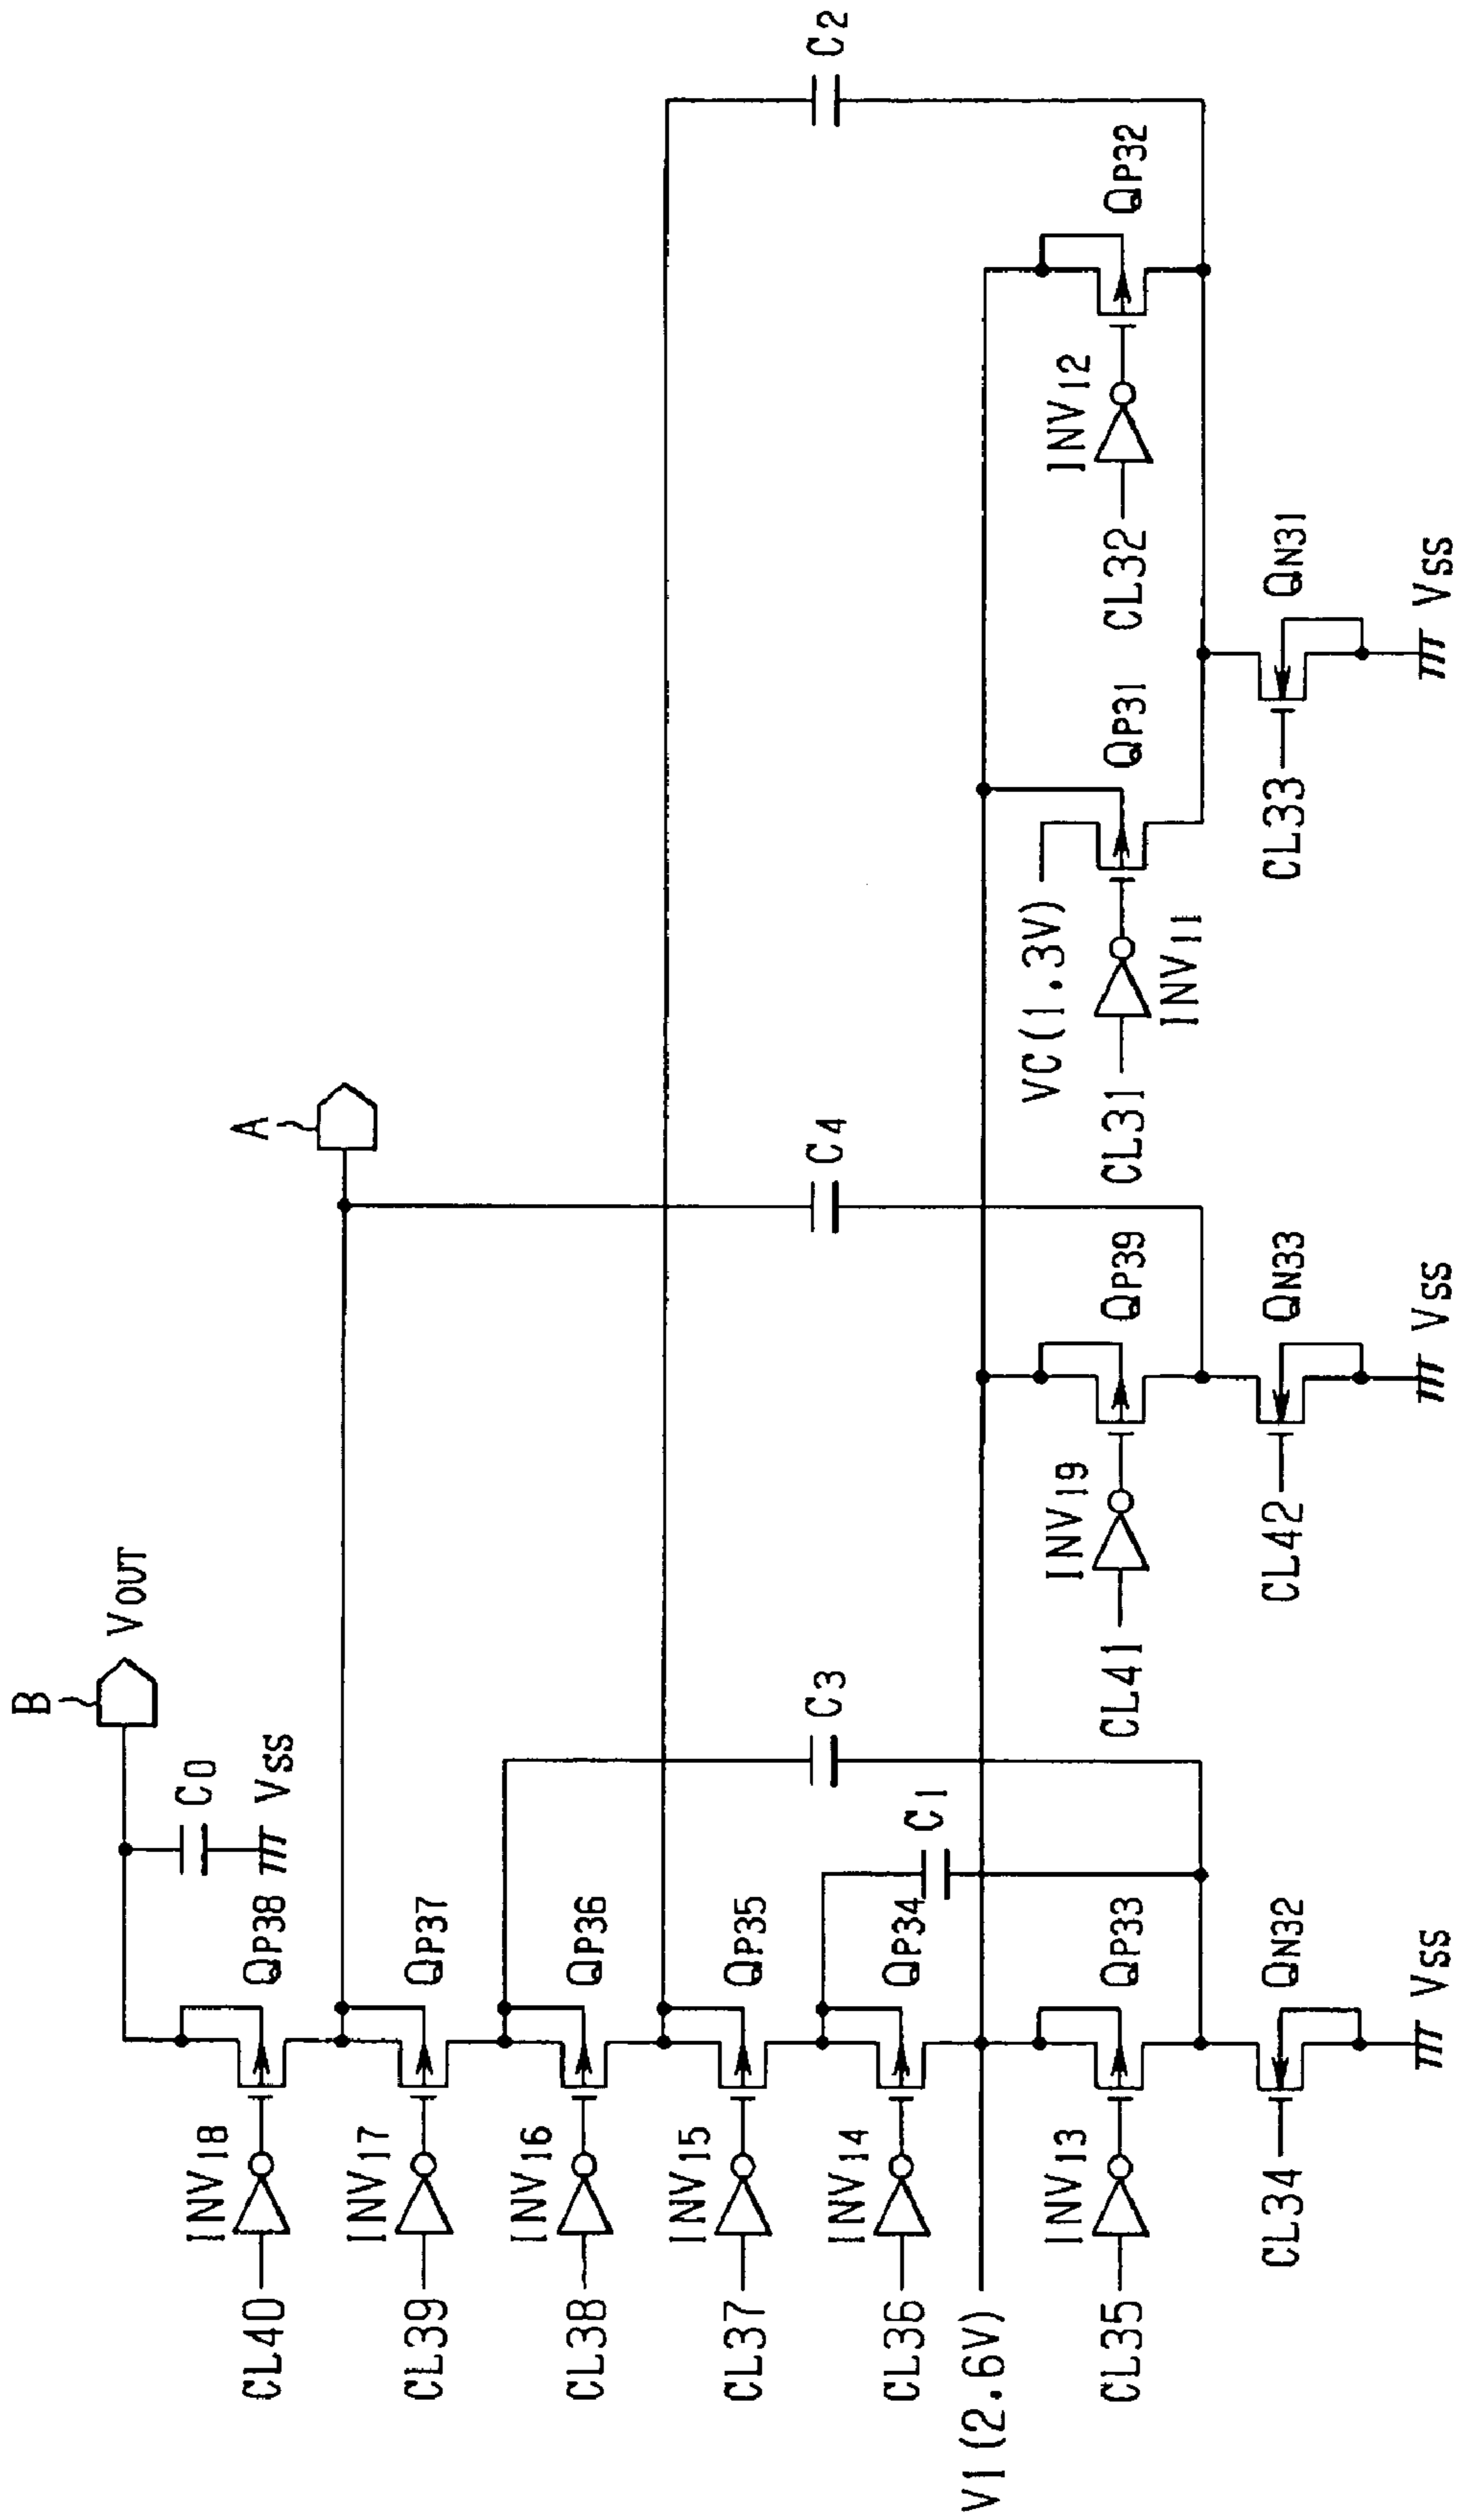 B
VOUT
C0
VSS
CL40
INV18
QP38
A
CL39
INV17
QP37
CL38
INV16
QP36
C3
C4
C2
CL37
INV15
QP35
CL36
INV14
QP34
C1
V1(2.6V)
VC(1.3V)
CL35
INV13
QP33
CL41
INV19
QP39
CL31
INV11
QP31
CL32
INV12
QP32
CL34
QN32
CL42
QN33
CL33
QN31
VSS
VSS
VSS